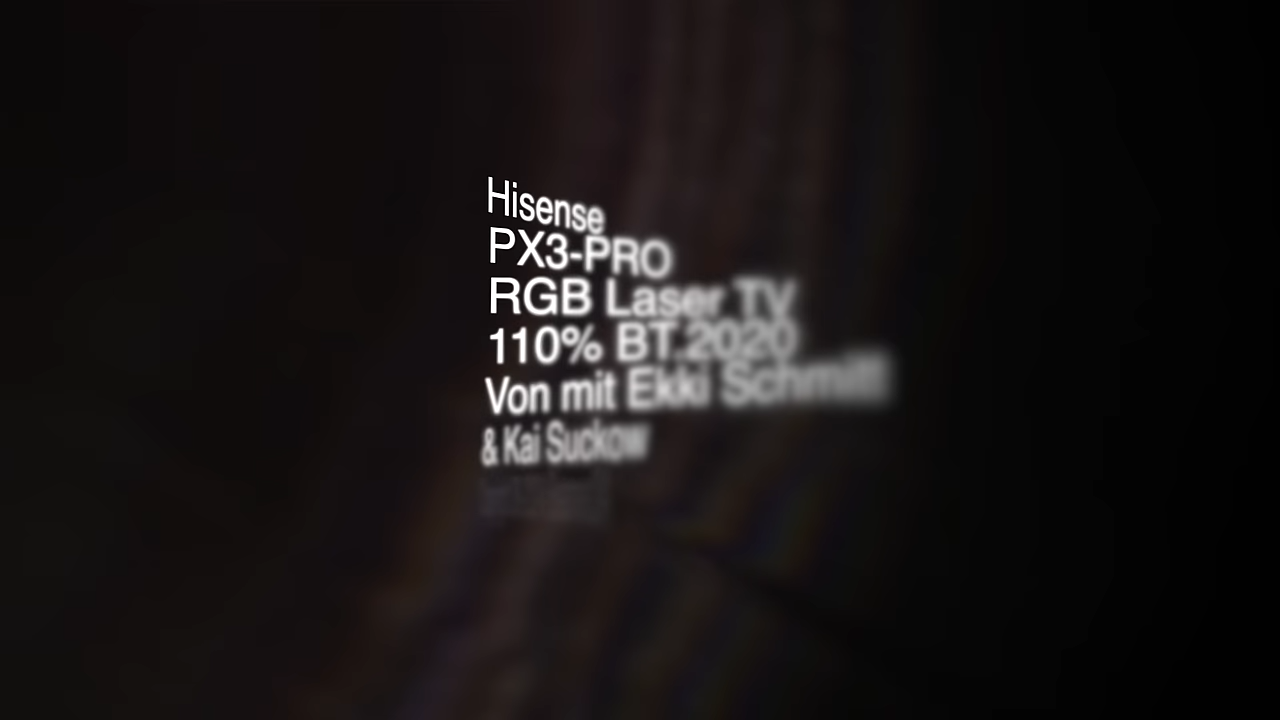 Hisense
PX3-PRO
RGB Laser TV
110% BT.2020
Von mit Ekki Schmitt
& Kai Suckow